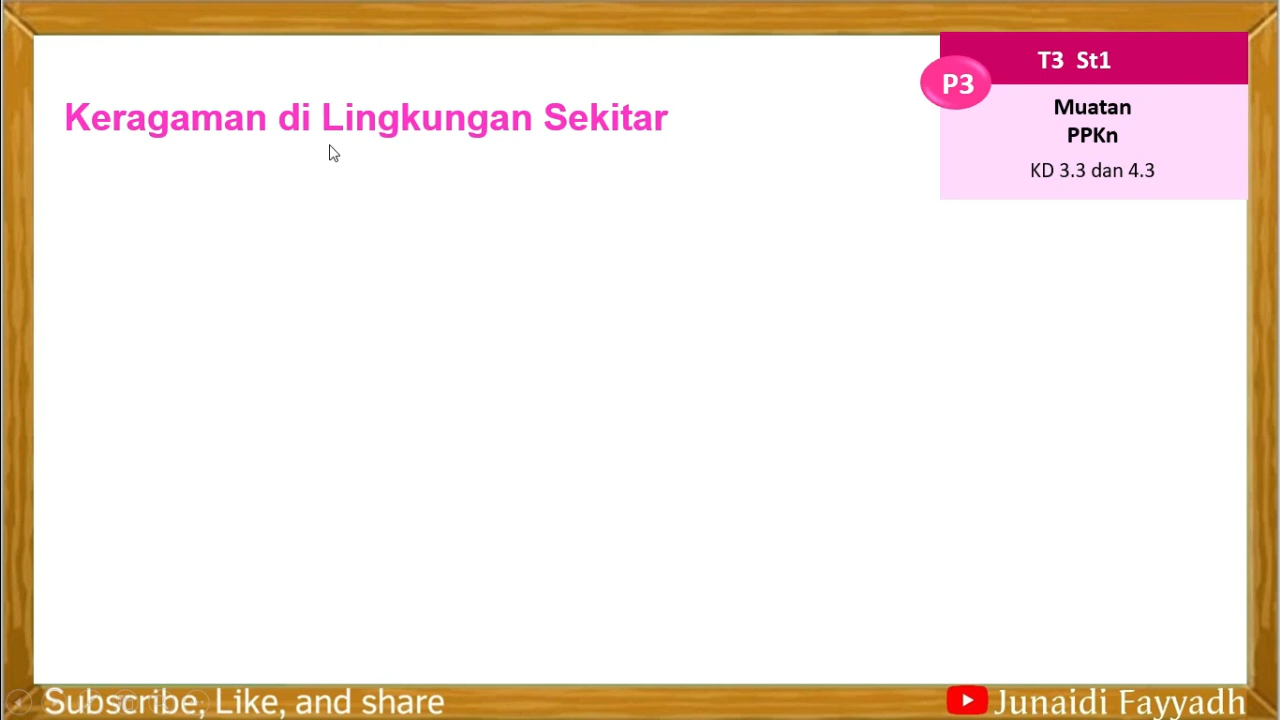 T3 St1
P3
Keragaman di Lingkungan Sekitar
Muatan
PPKn
KD 3.3 dan 4.3
Subscribe, Like, and share
Junaidi Fayyadh